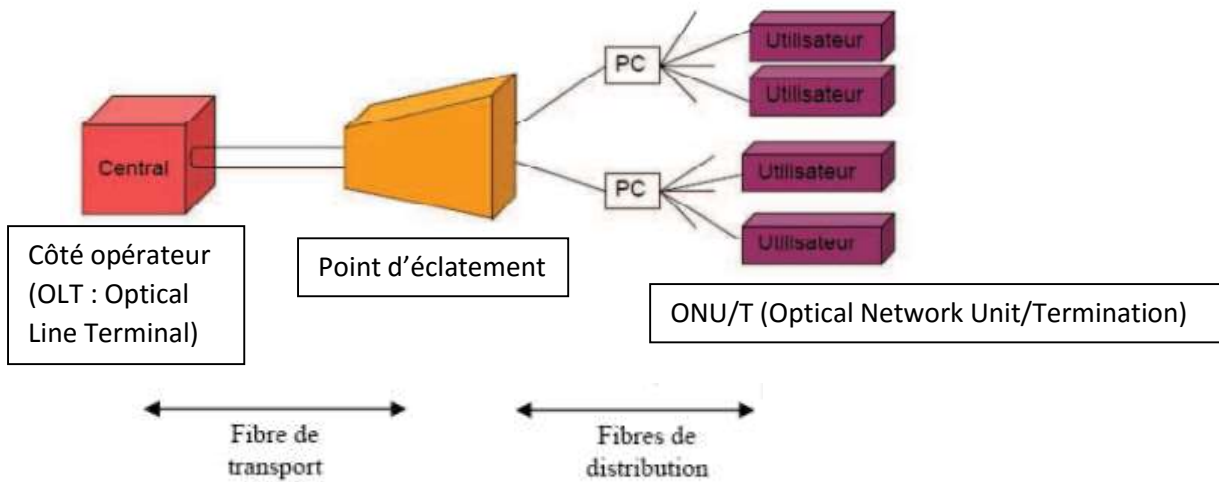 Utilisateur
PC
Utilisateur
Central
Utilisateur
PC
Utilisateur
Côté opérateur
(OLT : Optical
Line Terminal)
Point d’éclatement
ONU/T (Optical Network Unit/Termination)
Fibre de
transport
Fibres de
distribution